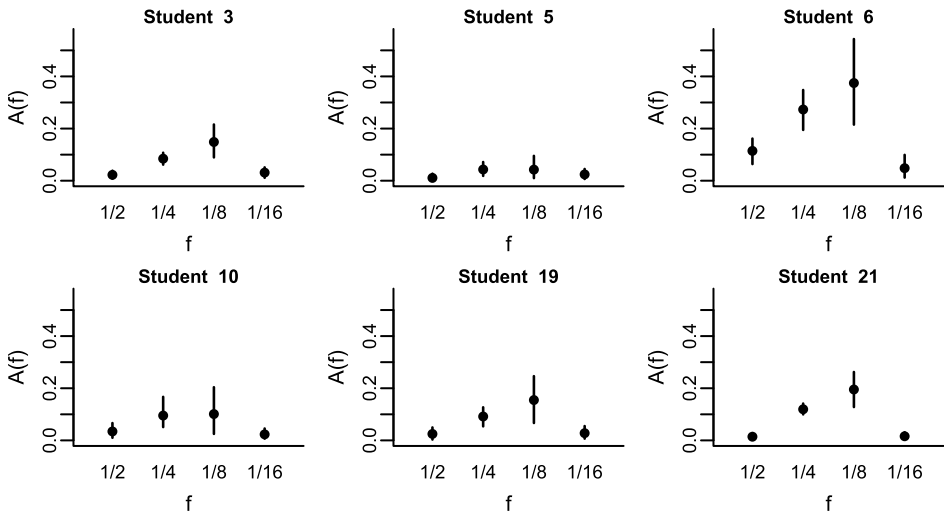 Student 3
A(f)
0.4
0.2
0.0
1/2 1/4 1/8 1/16
f
Student 5
A(f)
0.4
0.2
0.0
1/2 1/4 1/8 1/16
f
Student 6
A(f)
0.4
0.2
0.0
1/2 1/4 1/8 1/16
f
Student 10
A(f)
0.4
0.2
0.0
1/2 1/4 1/8 1/16
f
Student 19
A(f)
0.4
0.2
0.0
1/2 1/4 1/8 1/16
f
Student 21
A(f)
0.4
0.2
0.0
1/2 1/4 1/8 1/16
f